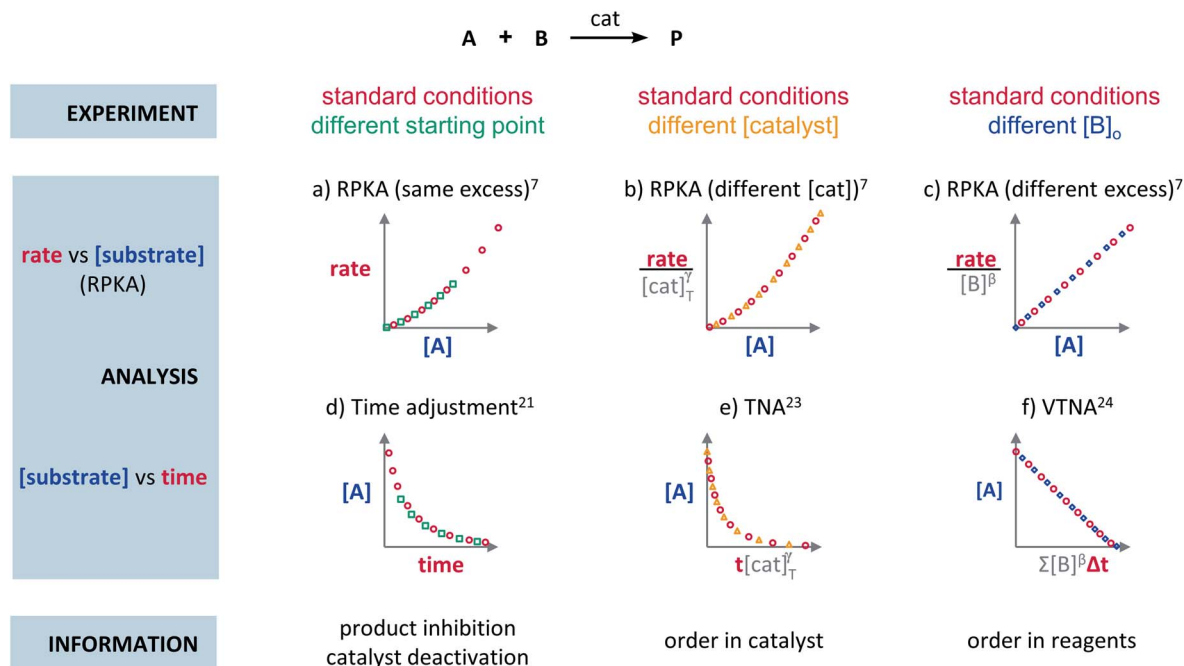 cat
A + B P
EXPERIMENT
standard conditions
different starting point
standard conditions
different [catalyst]
standard conditions
different [B]ₒ
a) RPKA (same excess)⁷
b) RPKA (different [cat])⁷
c) RPKA (different excess)⁷
rate vs [substrate]
(RPKA)
rate
[A]
rate
[cat]ᵧT
[A]
rate
[B]ᵝ
[A]
ANALYSIS
d) Time adjustment²¹
e) TNA²³
f) VTNA²⁴
[substrate] vs time
[A]
time
[A]
t[cat]ᵧT
[A]
Σ[B]ᵝΔt
INFORMATION
product inhibition
catalyst deactivation
order in catalyst
order in reagents